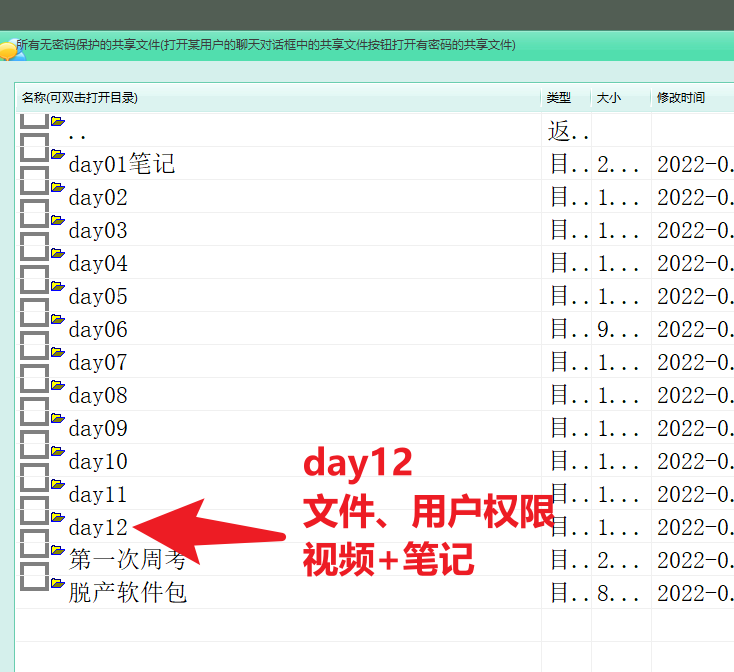 所有无密码保护的共享文件(打开某用户的聊天对话框中的共享文件按钮打开有密码的共享文件)
名称(可双击打开目录) 类型 大小 修改时间
.. 返..
day01笔记 目.. 2... 2022-0.
day02 目.. 1... 2022-0.
day03 目.. 1... 2022-0.
day04 目.. 1... 2022-0.
day05 目.. 1... 2022-0.
day06 目.. 9... 2022-0.
day07 目.. 1... 2022-0.
day08 目.. 1... 2022-0.
day09 目.. 1... 2022-0.
day10 目.. 1... 2022-0.
day11 目.. 1... 2022-0.
day12 目.. 1... 2022-0.
第一次周考 目.. 2... 2022-0.
脱产软件包 目.. 8... 2022-0.
day12
文件、用户权限
视频+笔记